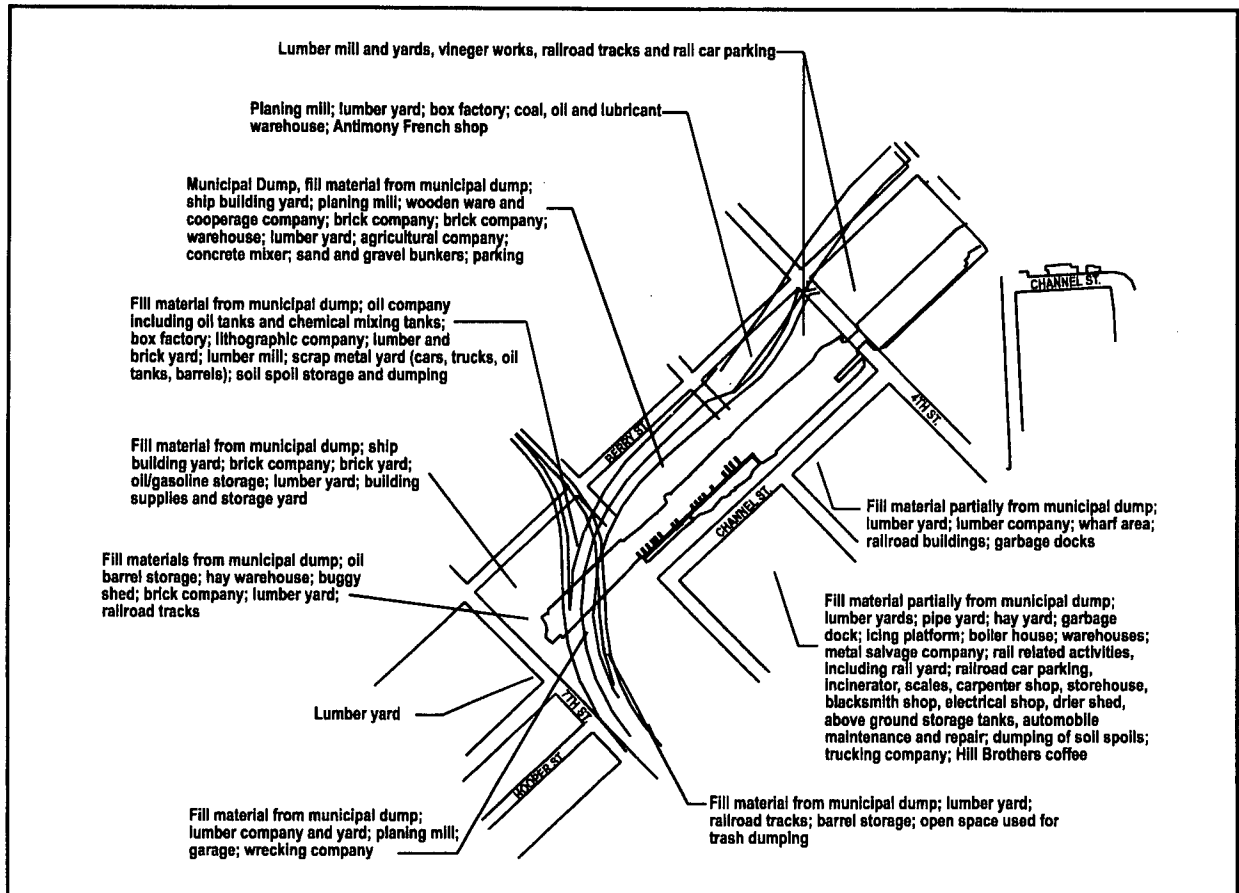 Lumber mill and yards, vineger works, railroad tracks and rail car parking
Planing mill; lumber yard; box factory; coal, oil and lubricant
warehouse; Antimony French shop
Municipal Dump, fill material from municipal dump;
ship building yard; planing mill; wooden ware and
cooperage company; brick company; brick company;
warehouse; lumber yard; agricultural company;
concrete mixer; sand and gravel bunkers; parking
Fill material from municipal dump; oil company
including oil tanks and chemical mixing tanks;
box factory; lithographic company; lumber and
brick yard; lumber mill; scrap metal yard (cars, trucks, oil
tanks, barrels); soil spoil storage and dumping
Fill material from municipal dump; ship
building yard; brick company; brick yard;
oil/gasoline storage; lumber yard; building
supplies and storage yard
Fill materials from municipal dump; oil
barrel storage; hay warehouse; buggy
shed; brick company; lumber yard;
railroad tracks
Lumber yard
Fill material from municipal dump;
lumber company and yard; planing mill;
garage; wrecking company
BERRY ST.
CHANNEL ST.
4TH ST.
CHANNEL ST.
7TH ST.
HOOPER ST.
Fill material partially from municipal dump;
lumber yard; lumber company; wharf area;
railroad buildings; garbage docks
Fill material partially from municipal dump;
lumber yards; pipe yard; hay yard; garbage
dock; icing platform; boiler house; warehouses;
metal salvage company; rail related activities,
including rail yard; railroad car parking,
incinerator, scales, carpenter shop, storehouse,
blacksmith shop, electrical shop, drier shed,
above ground storage tanks, automobile
maintenance and repair; dumping of soil spoils;
trucking company; Hill Brothers coffee
Fill material from municipal dump; lumber yard;
railroad tracks; barrel storage; open space used for
trash dumping